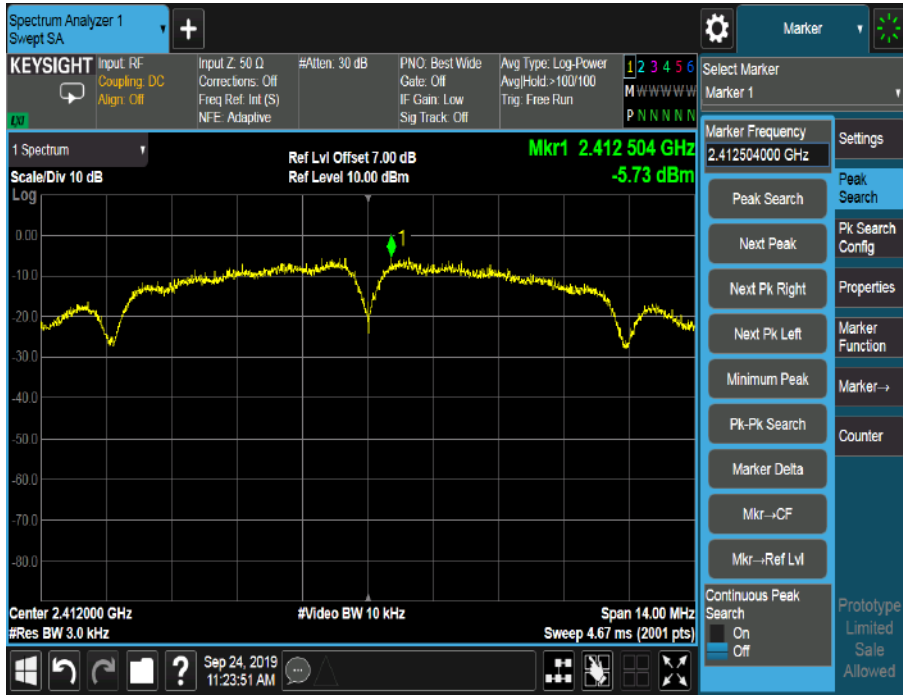 Spectrum Analyzer 1
Swept SA
+
Marker
KEYSIGHT
Input: RF
Coupling: DC
Align: Off
Input Z: 50 Ω
Corrections: Off
Freq Ref: Int (S)
NFE: Adaptive
#Atten: 30 dB
PNO: Best Wide
Gate: Off
IF Gain: Low
Sig Track: Off
Avg Type: Log-Power
Avg|Hold:>100/100
Trig: Free Run
1 2 3 4 5 6
M W W W W W
P N N N N N
LXI
Select Marker
Marker 1
1 Spectrum
Scale/Div 10 dB
Ref Lvl Offset 7.00 dB
Ref Level 10.00 dBm
Mkr1 2.412 504 GHz
-5.73 dBm
Log
1
0.00
-10.0
-20.0
-30.0
-40.0
-50.0
-60.0
-70.0
-80.0
Center 2.412000 GHz
#Res BW 3.0 kHz
#Video BW 10 kHz
Span 14.00 MHz
Sweep 4.67 ms (2001 pts)
Marker Frequency
2.412504000 GHz
Peak Search
Next Peak
Next Pk Right
Next Pk Left
Minimum Peak
Pk-Pk Search
Marker Delta
Mkr→CF
Mkr→Ref Lvl
Continuous Peak
Search
On
Off
Settings
Peak
Search
Pk Search
Config
Properties
Marker
Function
Marker→
Counter
Prototype
Limited
Sale
Allowed
?
Sep 24, 2019
11:23:51 AM